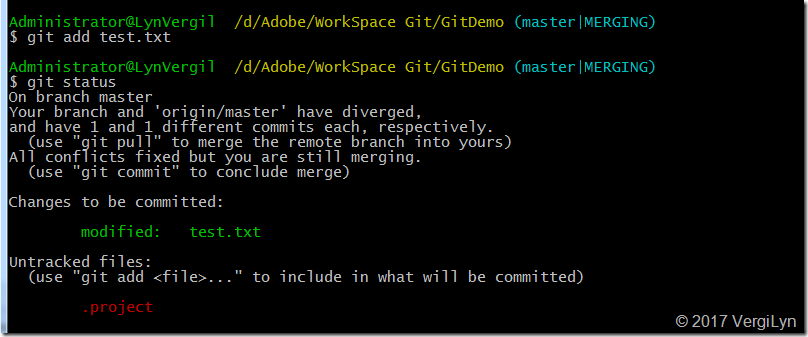 Administrator@LynVergil /d/Adobe/WorkSpace Git/GitDemo (master|MERGING)
$ git add test.txt
Administrator@LynVergil /d/Adobe/WorkSpace Git/GitDemo (master|MERGING)
$ git status
On branch master
Your branch and 'origin/master' have diverged,
and have 1 and 1 different commits each, respectively.
(use "git pull" to merge the remote branch into yours)
All conflicts fixed but you are still merging.
(use "git commit" to conclude merge)
Changes to be committed:
modified: test.txt
Untracked files:
(use "git add <file>..." to include in what will be committed)
.project
© 2017 VergiLyn